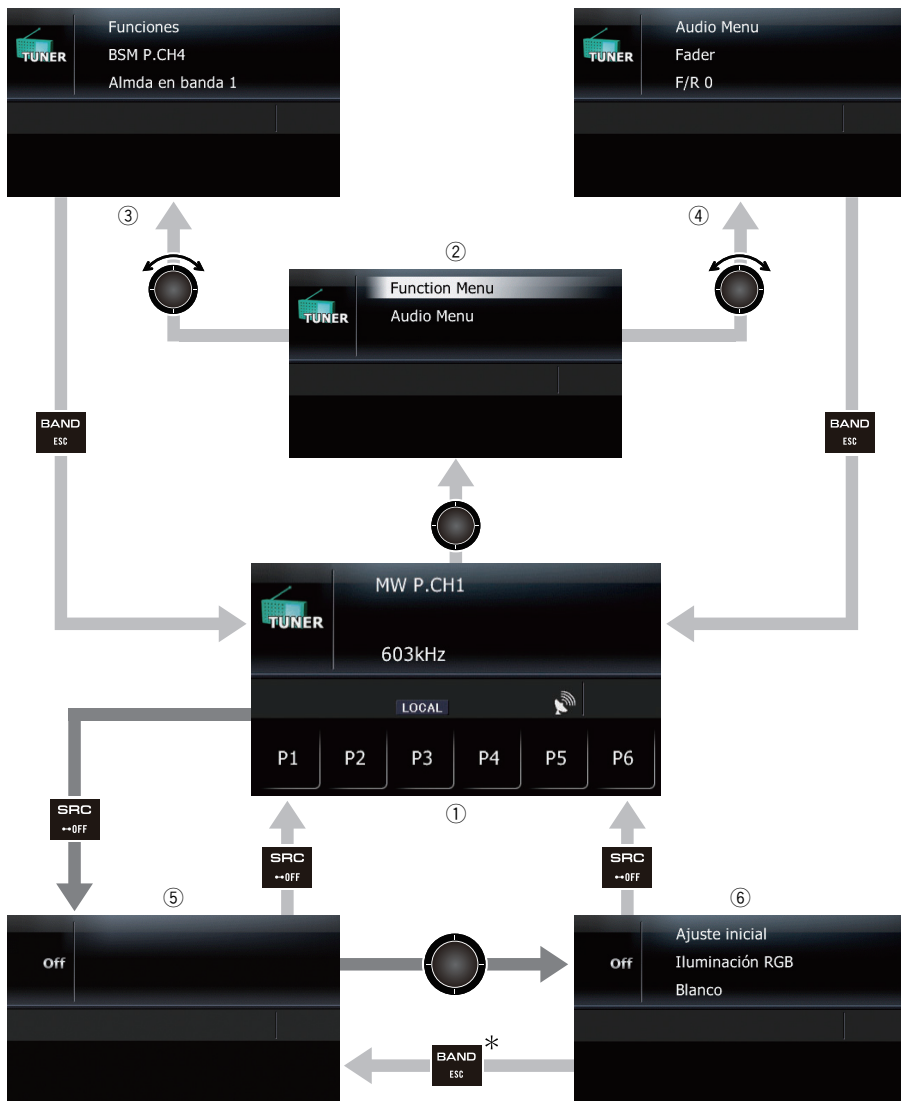 Funciones
TUNER
BSM P.CH4
Almda en banda 1
Audio Menu
TUNER
Fader
F/R 0
③
④
②
Function Menu
TUNER
Audio Menu
BAND
ESC
BAND
ESC
MW P.CH1
TUNER
603kHz
LOCAL
P1 P2 P3 P4 P5 P6
①
SRC
OFF
SRC
OFF
SRC
OFF
⑤
⑥
Off
Ajuste inicial
Off
Iluminación RGB
Blanco
BAND
ESC
*